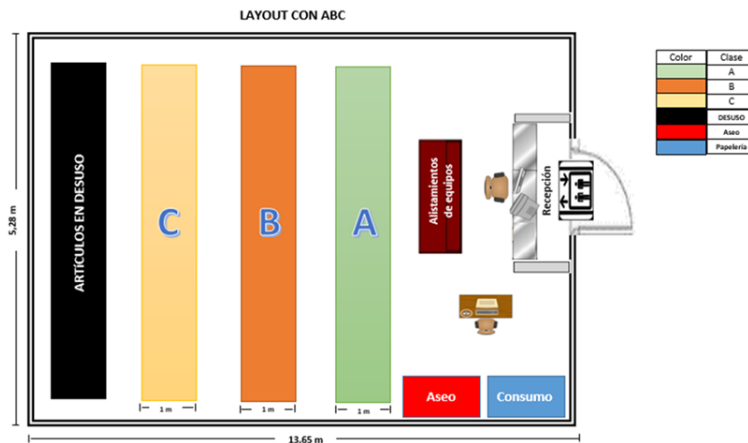 LAYOUT CON ABC
Color Clase
A
B
C
DESUSO
Aseo
Papelería
5,28 m
ARTÍCULOS EN DESUSO
C
B
A
Alistamientos
de equipos
Recepción
1 m
1 m
1 m
Aseo
Consumo
13.65 m